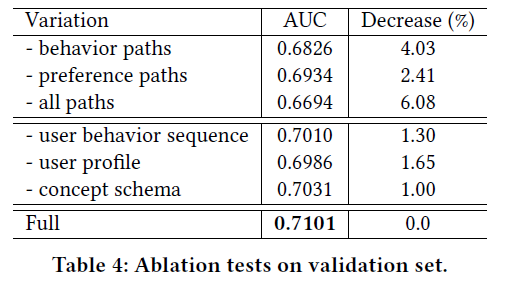 Variation AUC Decrease (%)
- behavior paths 0.6826 4.03
- preference paths 0.6934 2.41
- all paths 0.6694 6.08
- user behavior sequence 0.7010 1.30
- user profile 0.6986 1.65
- concept schema 0.7031 1.00
Full 0.7101 0.0
Table 4: Ablation tests on validation set.